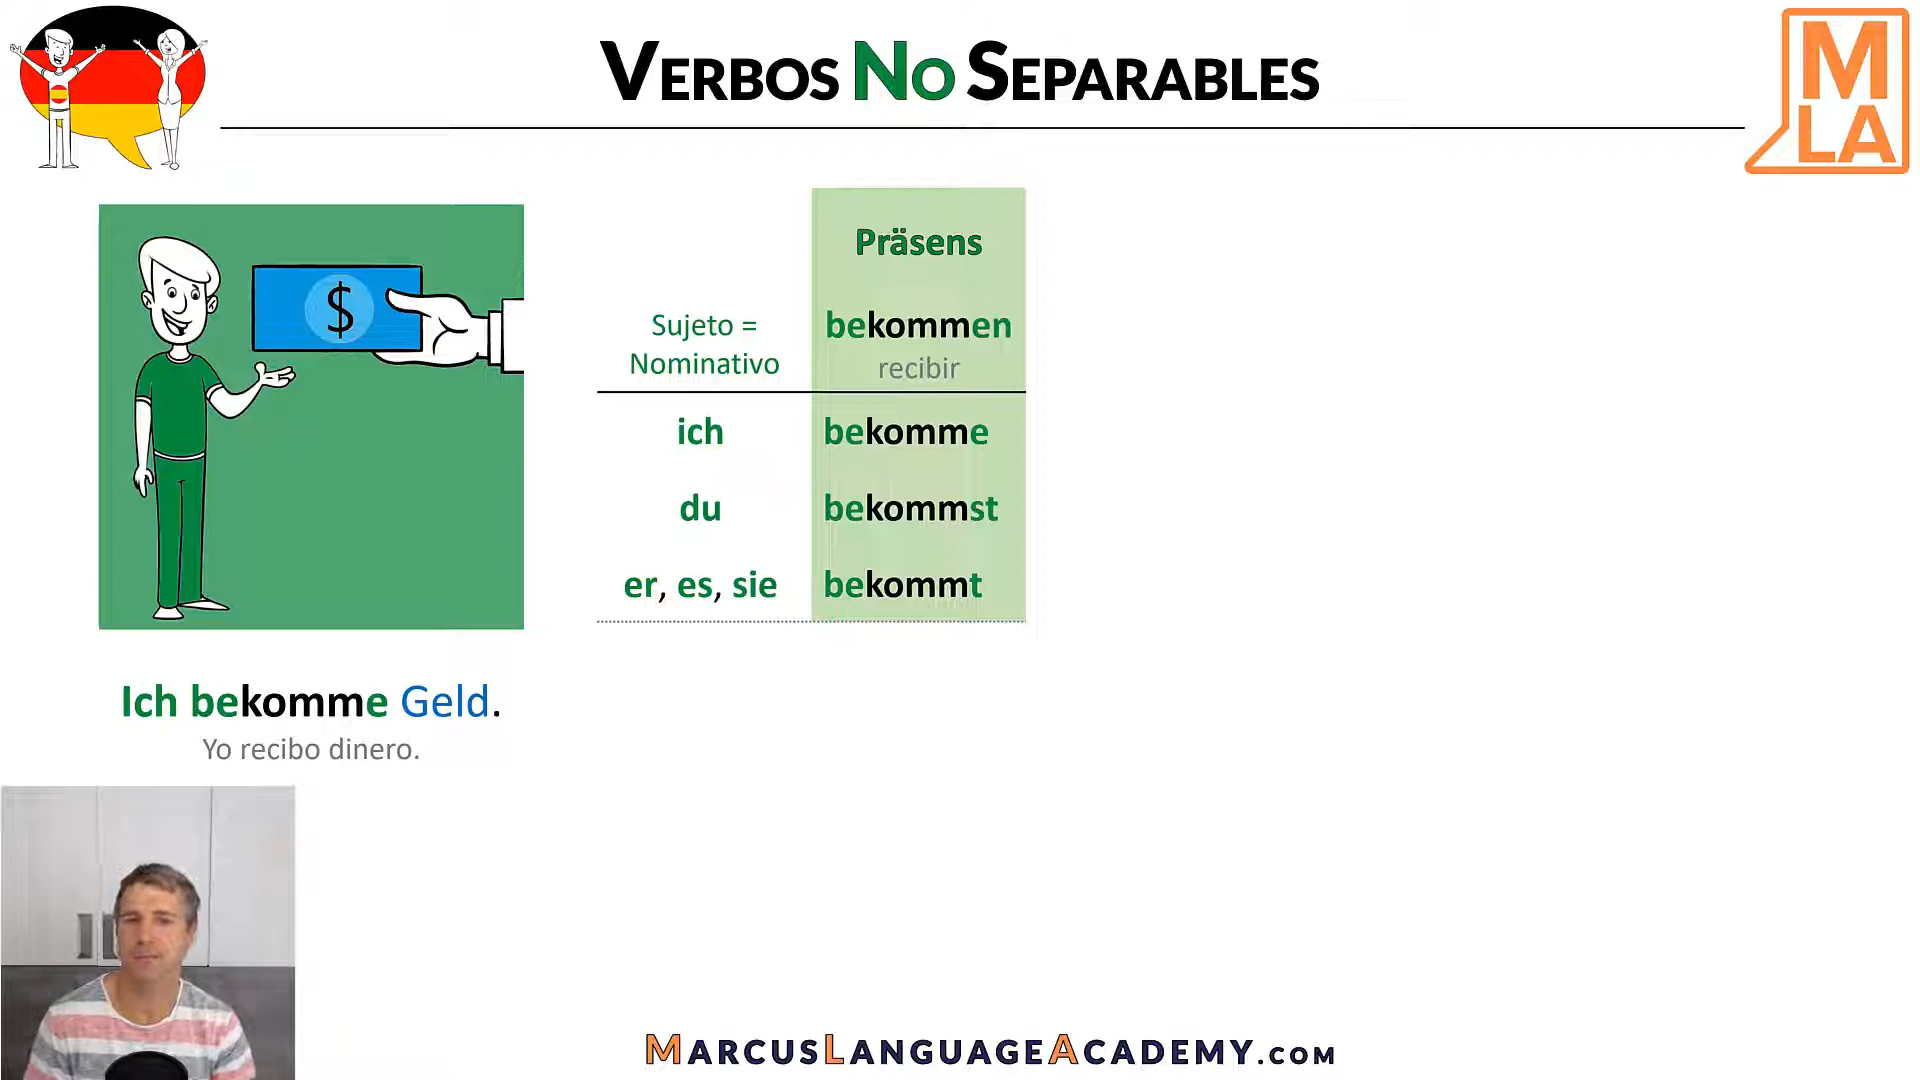 VERBOS NO SEPARABLES
M
LA
Präsens
Sujeto =
Nominativo
bekommen
recibir
$
ich bekomme
du bekommst
er, es, sie bekommt
Ich bekomme Geld.
Yo recibo dinero.
MARCUSLANGUAGEACADEMY.COM